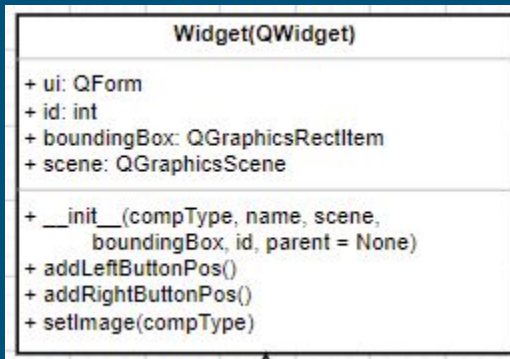 Widget(QWidget)
+ ui: QForm
+ id: int
+ boundingBox: QGraphicsRectItem
+ scene: QGraphicsScene
+ __init__(compType, name, scene,
boundingBox, id, parent = None)
+ addLeftButtonPos()
+ addRightButtonPos()
+ setImage(compType)